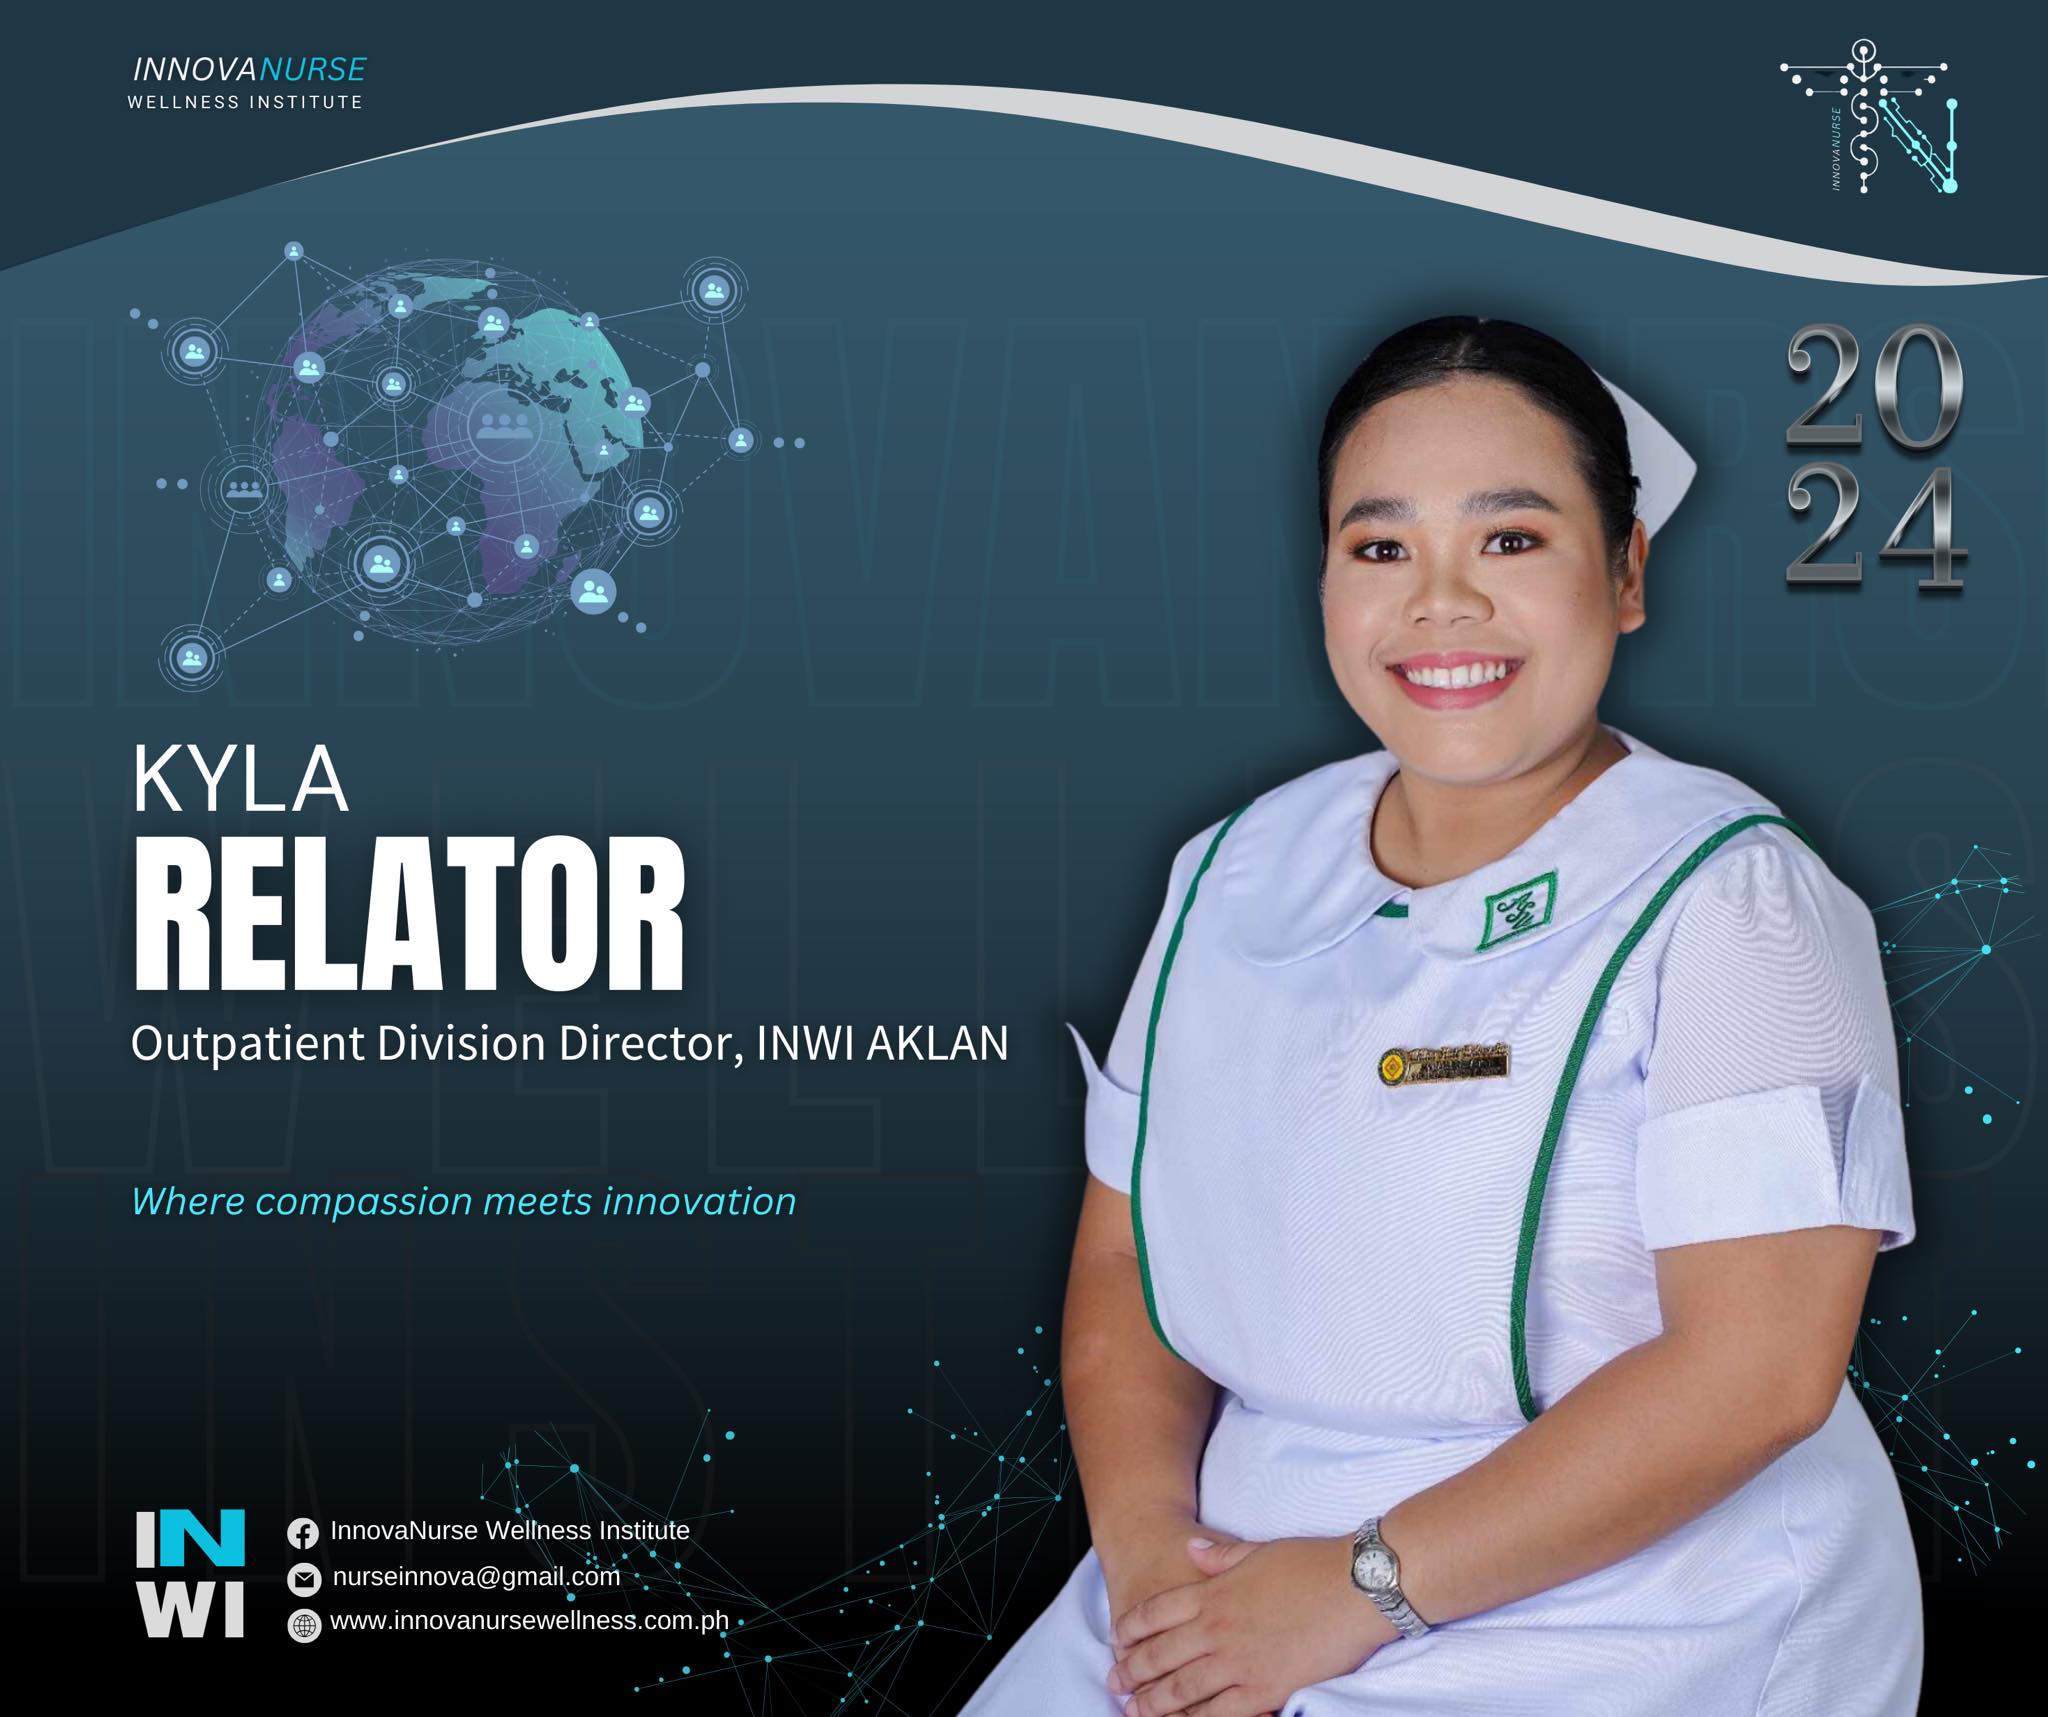 INNOVANURSE
WELLNESS INSTITUTE
INNOVANURSE
20
24
KYLA
RELATOR
Outpatient Division Director, INWI AKLAN
Where compassion meets innovation
IN
WI
InnovaNurse Wellness Institute
nurseinnova@gmail.com
www.innovanursewellness.com.ph